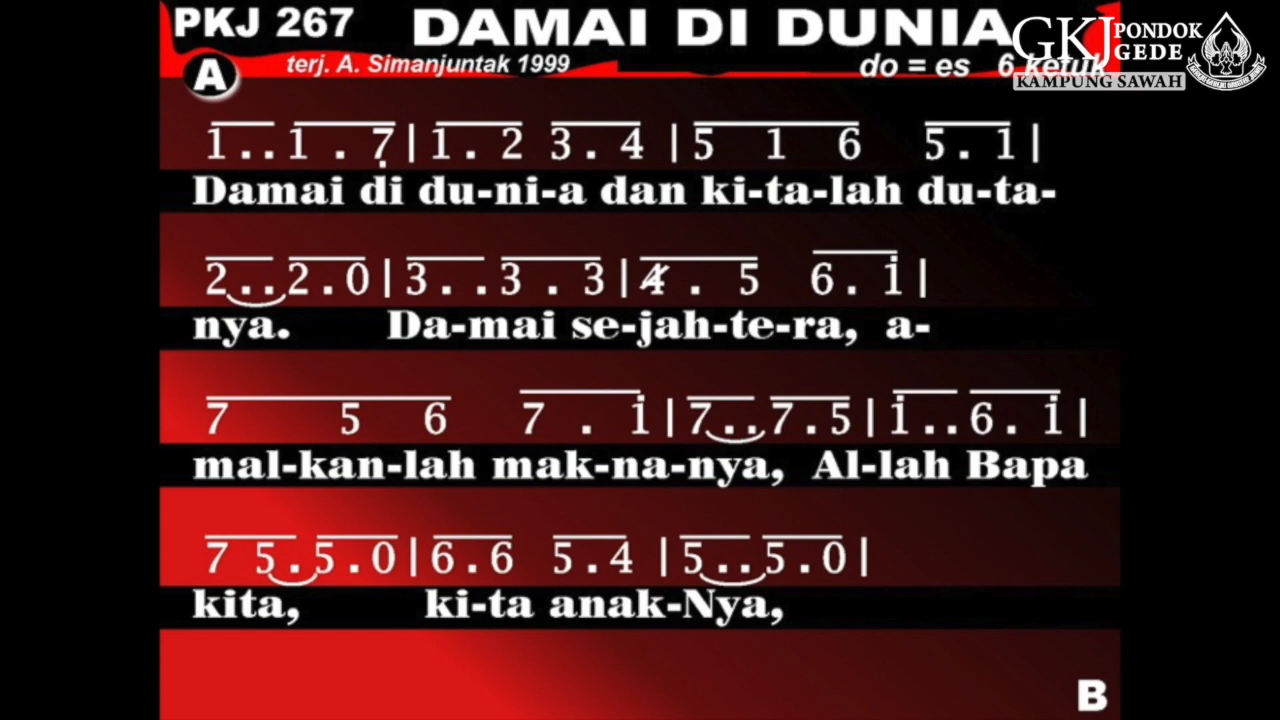 PKJ 267 DAMAI DI DUNIA
GKJ PONDOK GEDE
KAMPUNG SAWAH
A terj. A. Simanjuntak 1999 do = es 6 ketuk
1..1 . 7̣|1. 2 3. 4 |5 1 6 5 . 1|
Damai di du-ni-a dan ki-ta-lah du-ta-
2..2.0|3..3 . 3|4 . 5 6. i|
nya. Da-mai se-jah-te-ra, a-
7 5 6 7 . i|7..7.5|i..6. i|
mal-kan-lah mak-na-nya, Al-lah Bapa
7 5.5.0|6.6 5.4 |5..5.0|
kita, ki-ta anak-Nya,
B